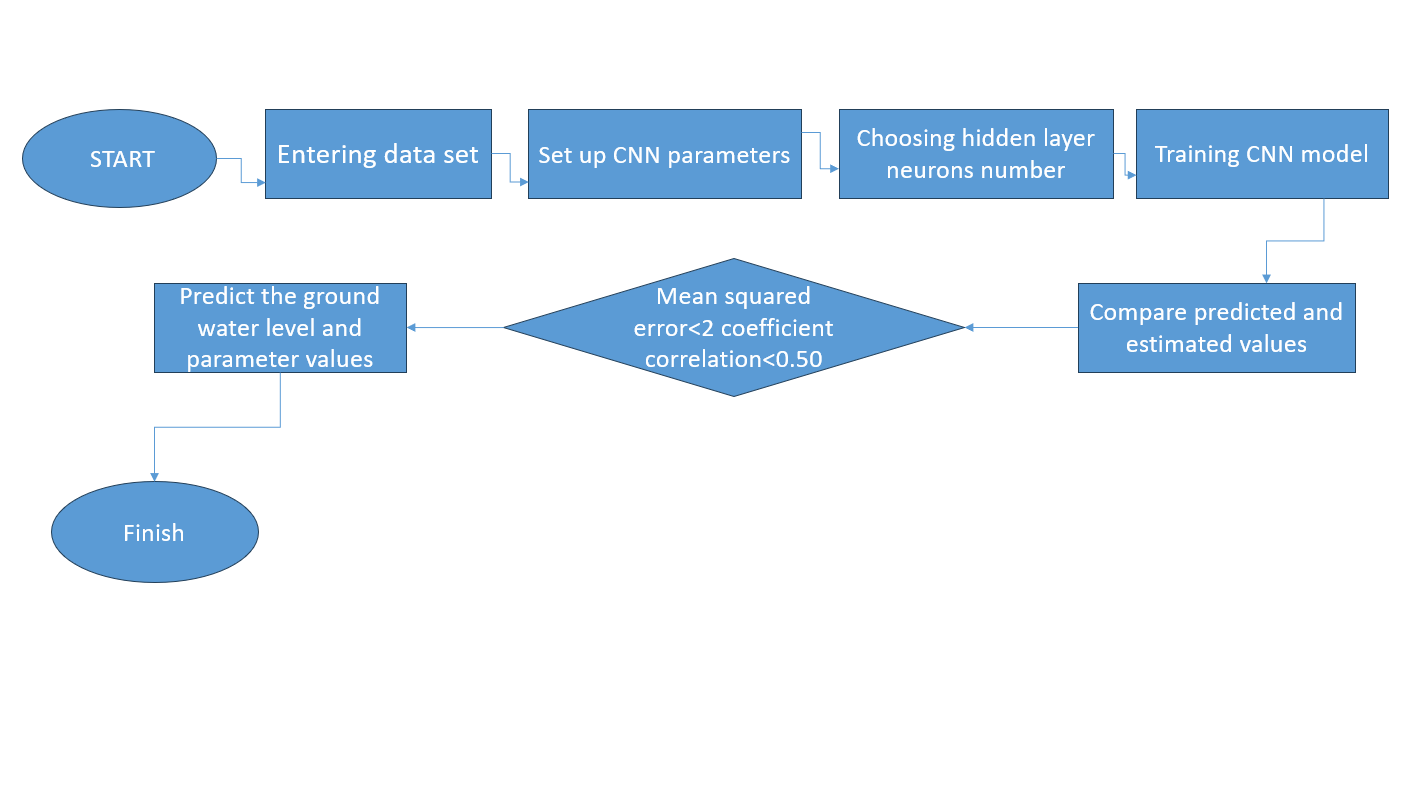 START
Entering data set
Set up CNN parameters
Choosing hidden layer
neurons number
Training CNN model
Compare predicted and
estimated values
Mean squared
error<2 coefficient
correlation<0.50
Predict the ground
water level and
parameter values
Finish